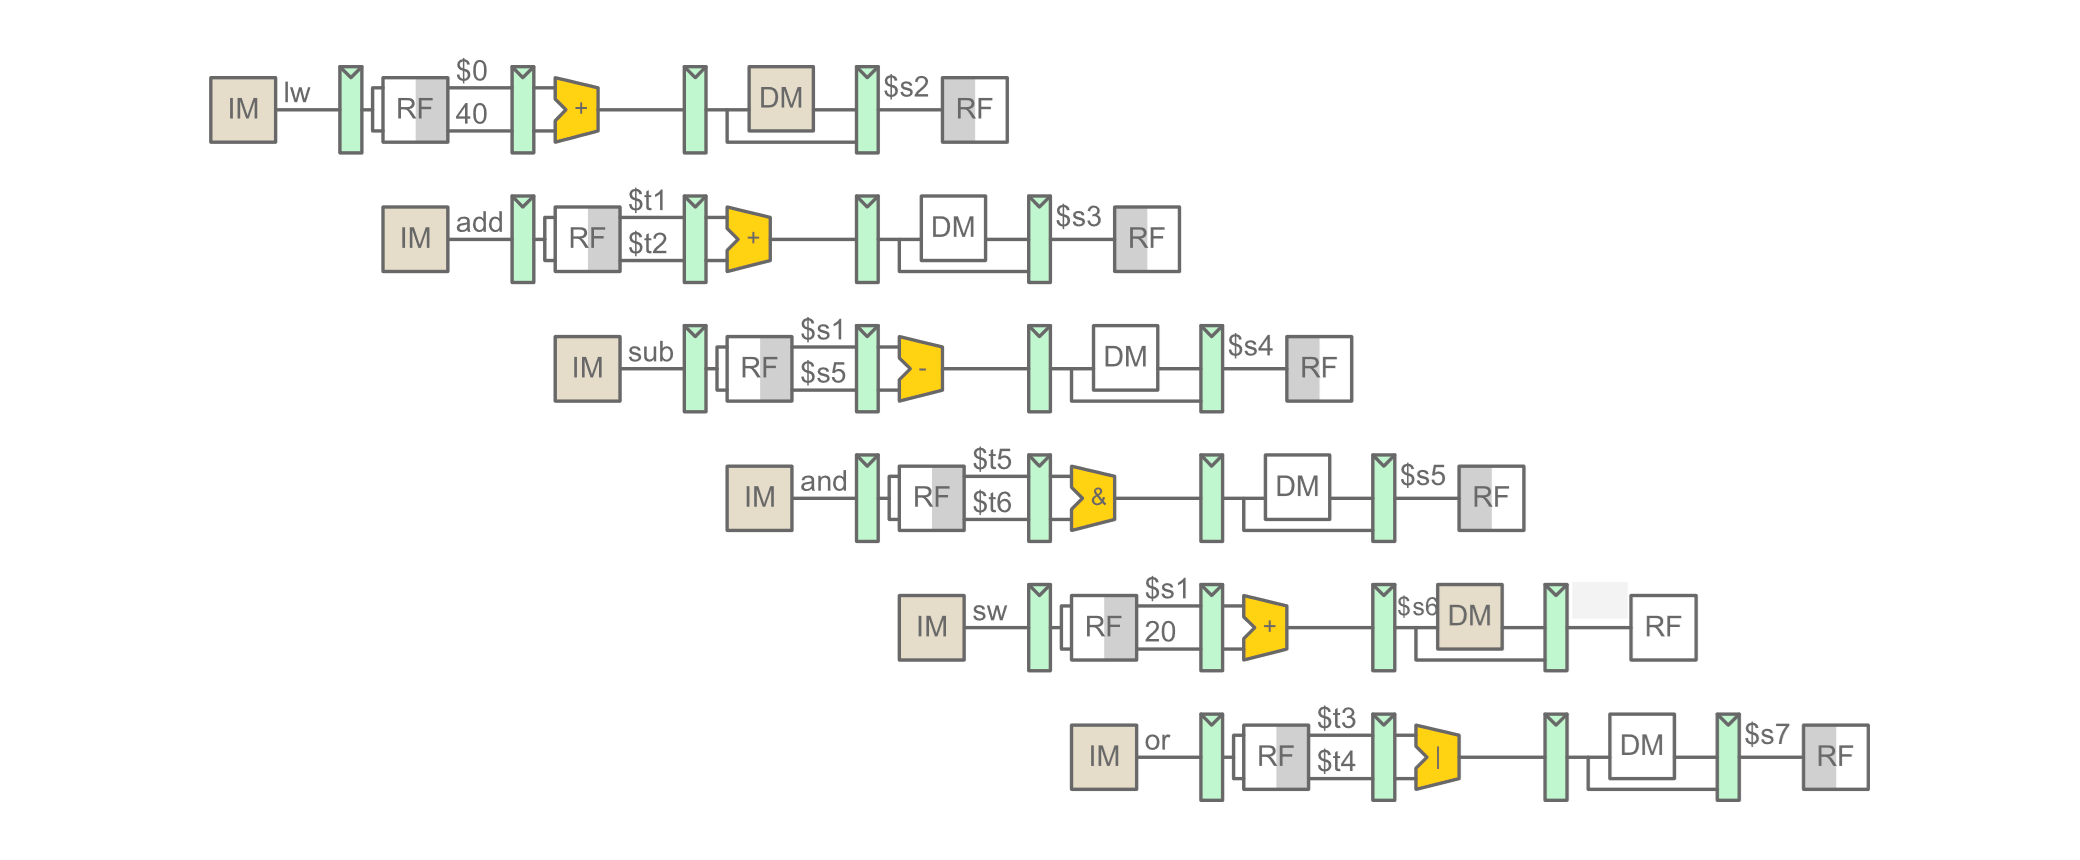 IM lw RF $0 40 + DM $s2 RF
IM add RF $t1 $t2 + DM $s3 RF
IM sub RF $s1 $s5 - DM $s4 RF
IM and RF $t5 $t6 & DM $s5 RF
IM sw RF $s1 20 + $s6 DM RF
IM or RF $t3 $t4 | DM $s7 RF